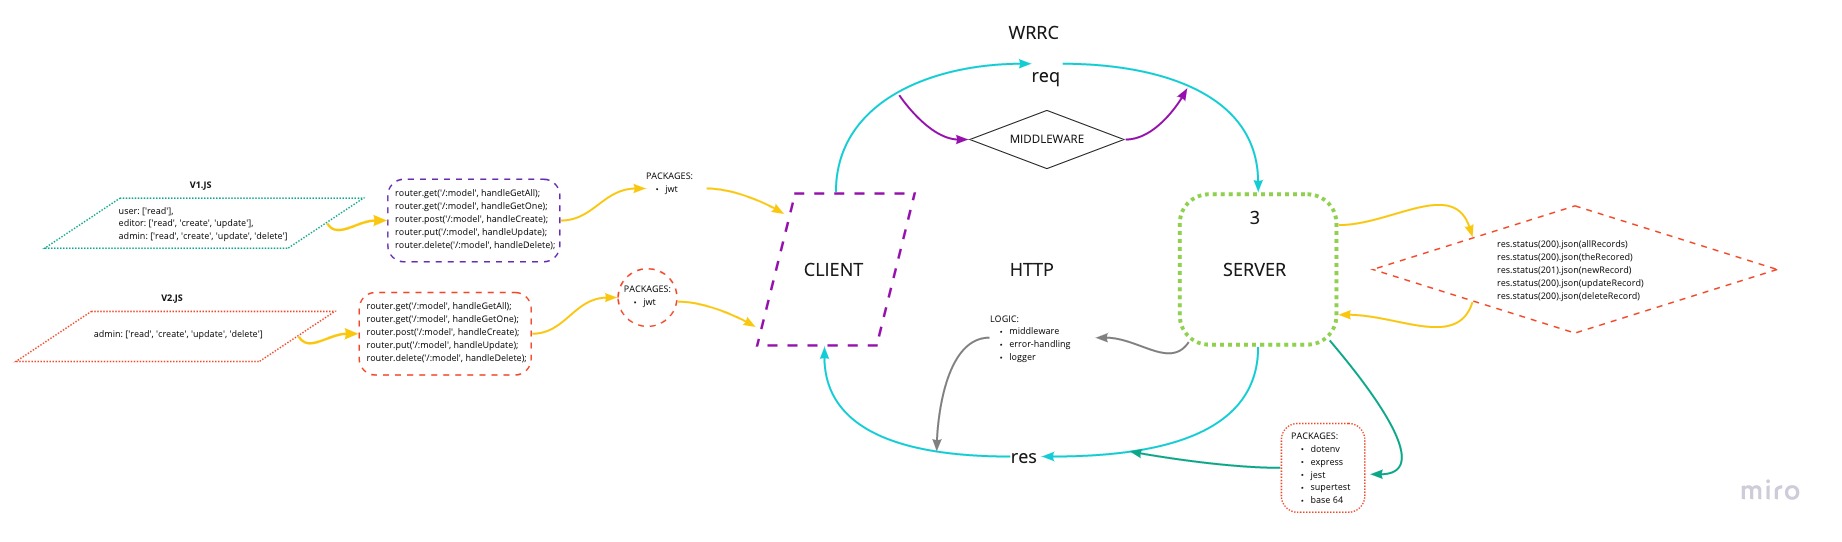 WRRC
req
MIDDLEWARE
V1.JS
user: ['read'],
editor: ['read', 'create', 'update'],
admin: ['read', 'create', 'update', 'delete']
router.get('/:model', handleGetAll);
router.get('/:model', handleGetOne);
router.post('/:model', handleCreate);
router.put('/:model', handleUpdate);
router.delete('/:model', handleDelete);
PACKAGES:
• jwt
V2.JS
admin: ['read', 'create', 'update', 'delete']
router.get('/:model', handleGetAll);
router.get('/:model', handleGetOne);
router.post('/:model', handleCreate);
router.put('/:model', handleUpdate);
router.delete('/:model', handleDelete);
PACKAGES:
• jwt
CLIENT
HTTP
3
SERVER
res.status(200).json(allRecords)
res.status(200).json(theRecored)
res.status(201).json(newRecord)
res.status(200).json(updateRecord)
res.status(200).json(deleteRecord)
LOGIC:
• middleware
• error-handling
• logger
res
PACKAGES:
• dotenv
• express
• jest
• supertest
• base 64
miro